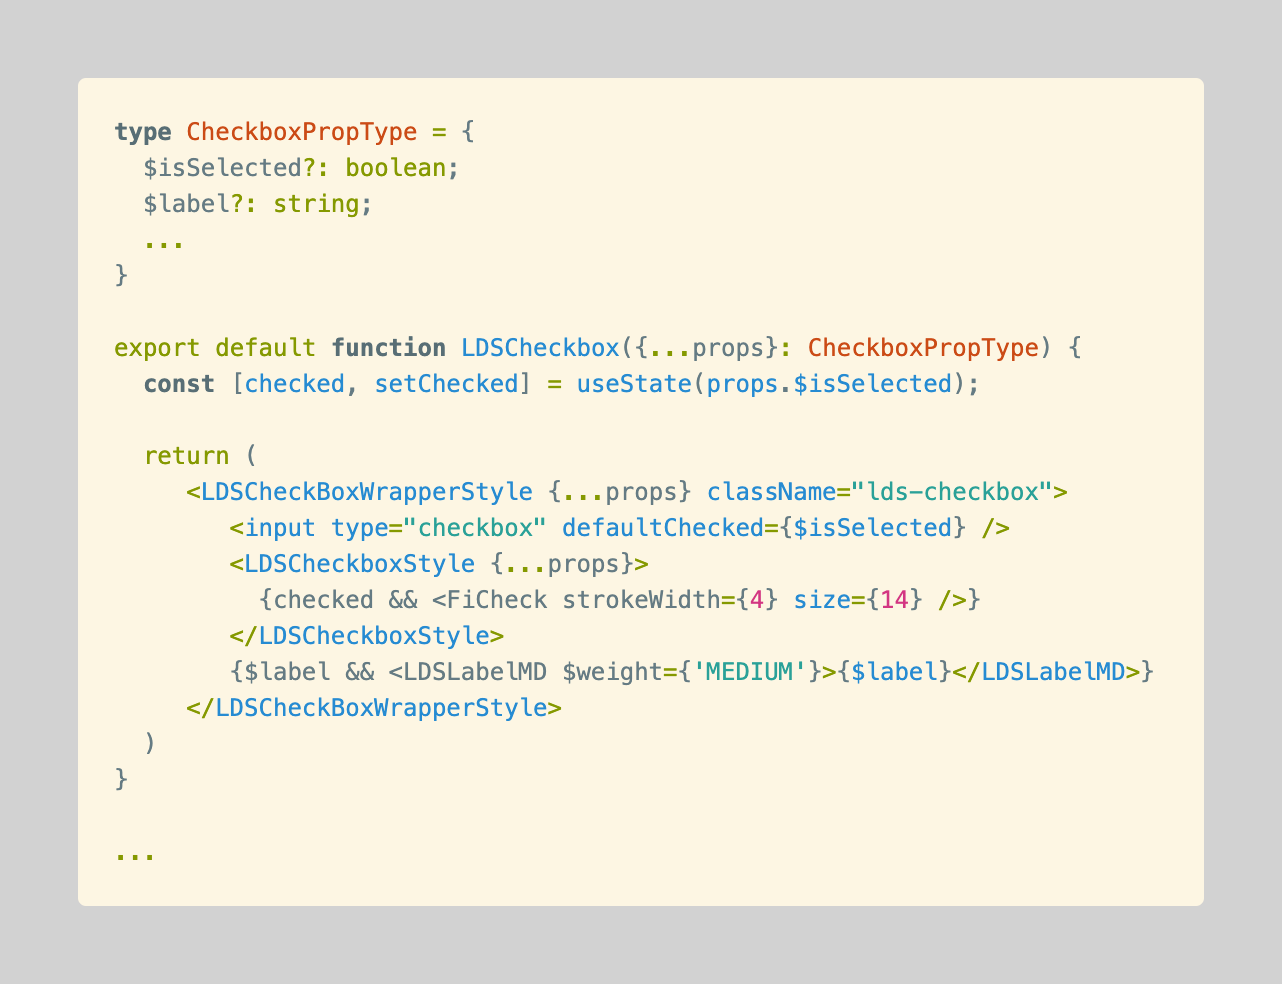 type CheckboxPropType = {
  $isSelected?: boolean;
  $label?: string;
  ...
}

export default function LDSCheckbox({...props}: CheckboxPropType) {
  const [checked, setChecked] = useState(props.$isSelected);

  return (
     <LDSCheckBoxWrapperStyle {...props} className="lds-checkbox">
        <input type="checkbox" defaultChecked={$isSelected} />
        <LDSCheckboxStyle {...props}>
          {checked && <FiCheck strokeWidth={4} size={14} />}
        </LDSCheckboxStyle>
        {$label && <LDSLabelMD $weight={'MEDIUM'}>{$label}</LDSLabelMD>}
     </LDSCheckBoxWrapperStyle>
  )
}

...